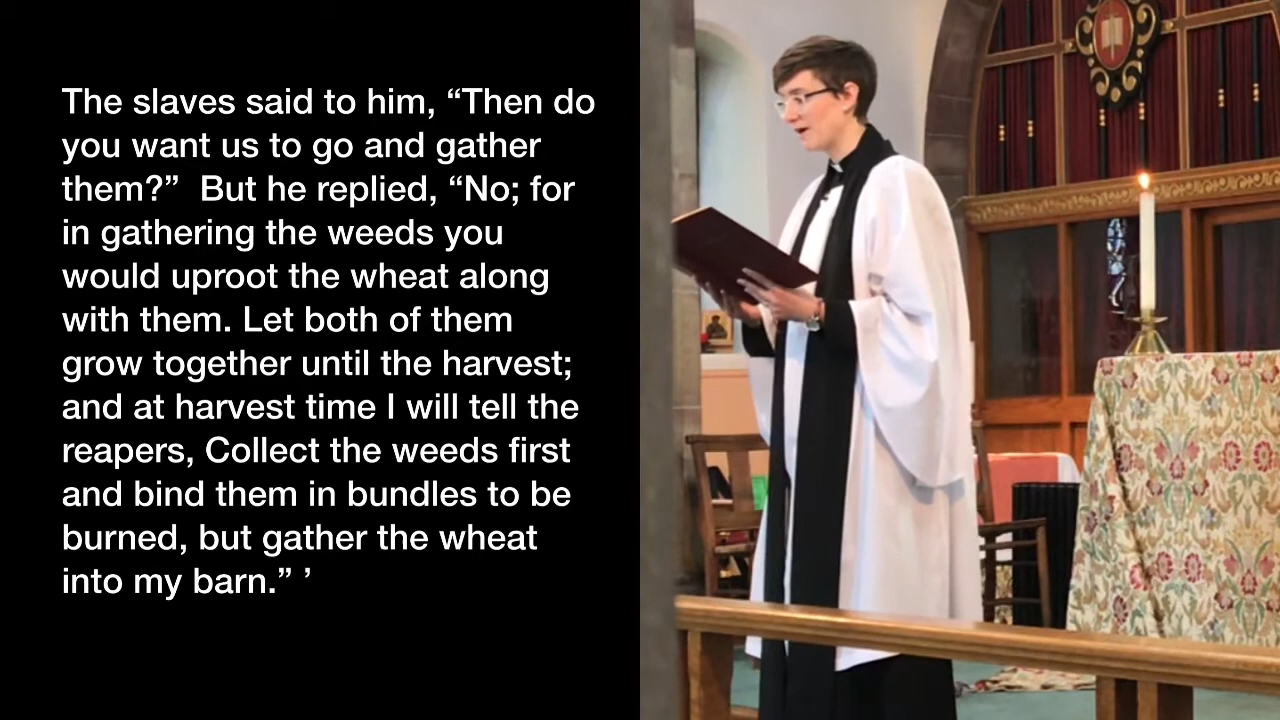 The slaves said to him, “Then do
you want us to go and gather
them?”  But he replied, “No; for
in gathering the weeds you
would uproot the wheat along
with them. Let both of them
grow together until the harvest;
and at harvest time I will tell the
reapers, Collect the weeds first
and bind them in bundles to be
burned, but gather the wheat
into my barn.” ’